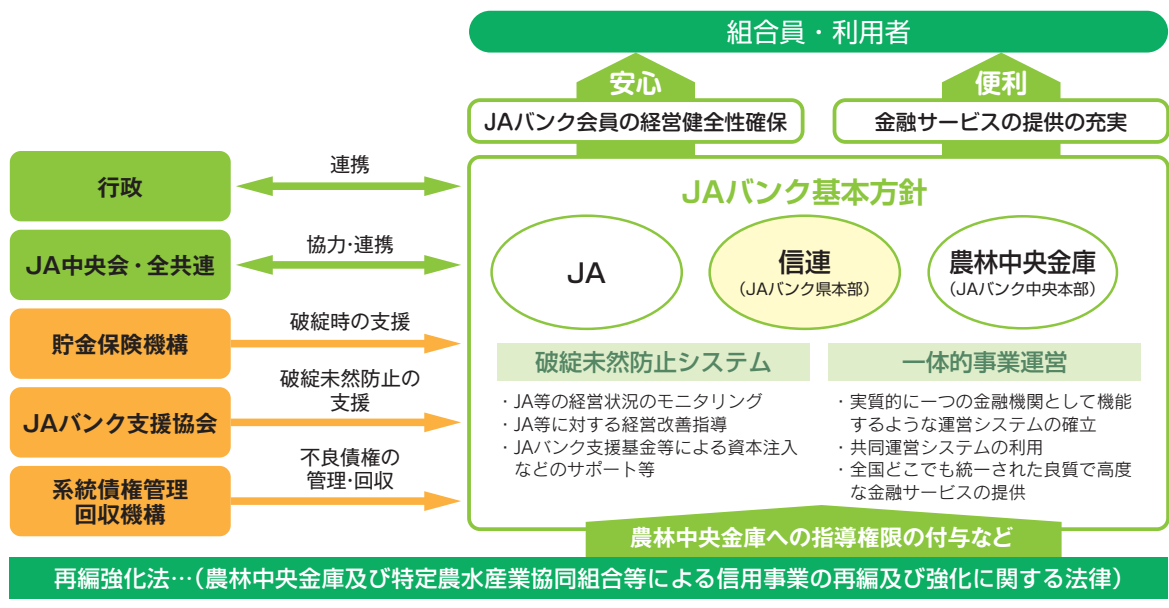 組合員・利用者
安心
便利
JAバンク会員の経営健全性確保
金融サービスの提供の充実
行政
連携
JA中央会・全共連
協力・連携
貯金保険機構
破綻時の支援
JAバンク支援協会
破綻未然防止の
支援
系統債権管理
回収機構
不良債権の
管理・回収
JAバンク基本方針
JA
信連
（JAバンク県本部）
農林中央金庫
（JAバンク中央本部）
破綻未然防止システム
・JA等の経営状況のモニタリング
・JA等に対する経営改善指導
・JAバンク支援基金等による資本注入
などのサポート等
一体的事業運営
・実質的に一つの金融機関として機能
するような運営システムの確立
・共同運営システムの利用
・全国どこでも統一された良質で高度
な金融サービスの提供
農林中央金庫への指導権限の付与など
再編強化法…（農林中央金庫及び特定農水産業協同組合等による信用事業の再編及び強化に関する法律）